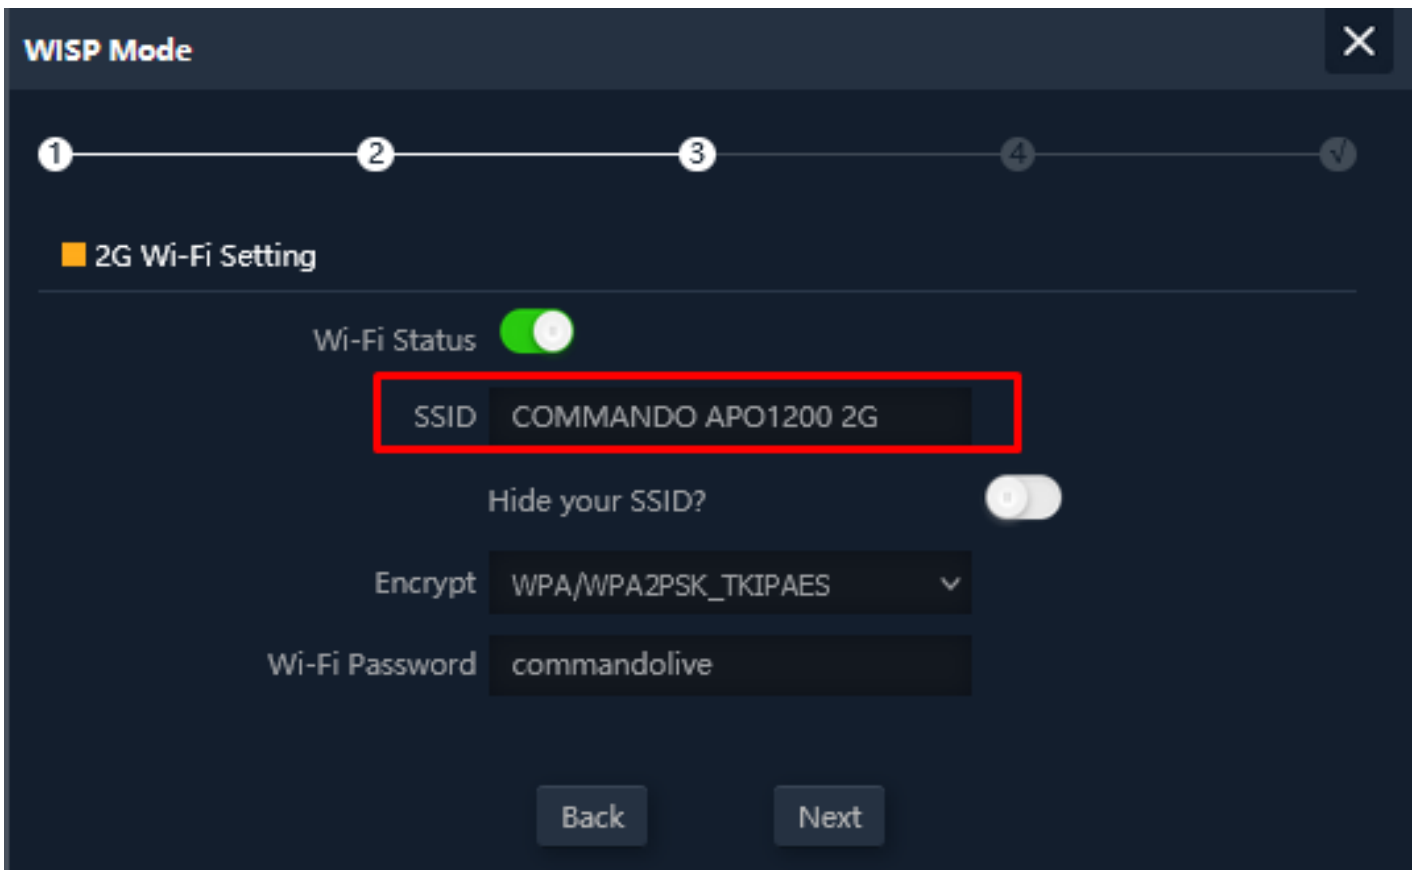 WISP Mode
1 2 3 4 √
2G Wi-Fi Setting
Wi-Fi Status
SSID COMMANDO APO1200 2G
Hide your SSID?
Encrypt WPA/WPA2PSK_TKIPAES
Wi-Fi Password commandolive
Back Next